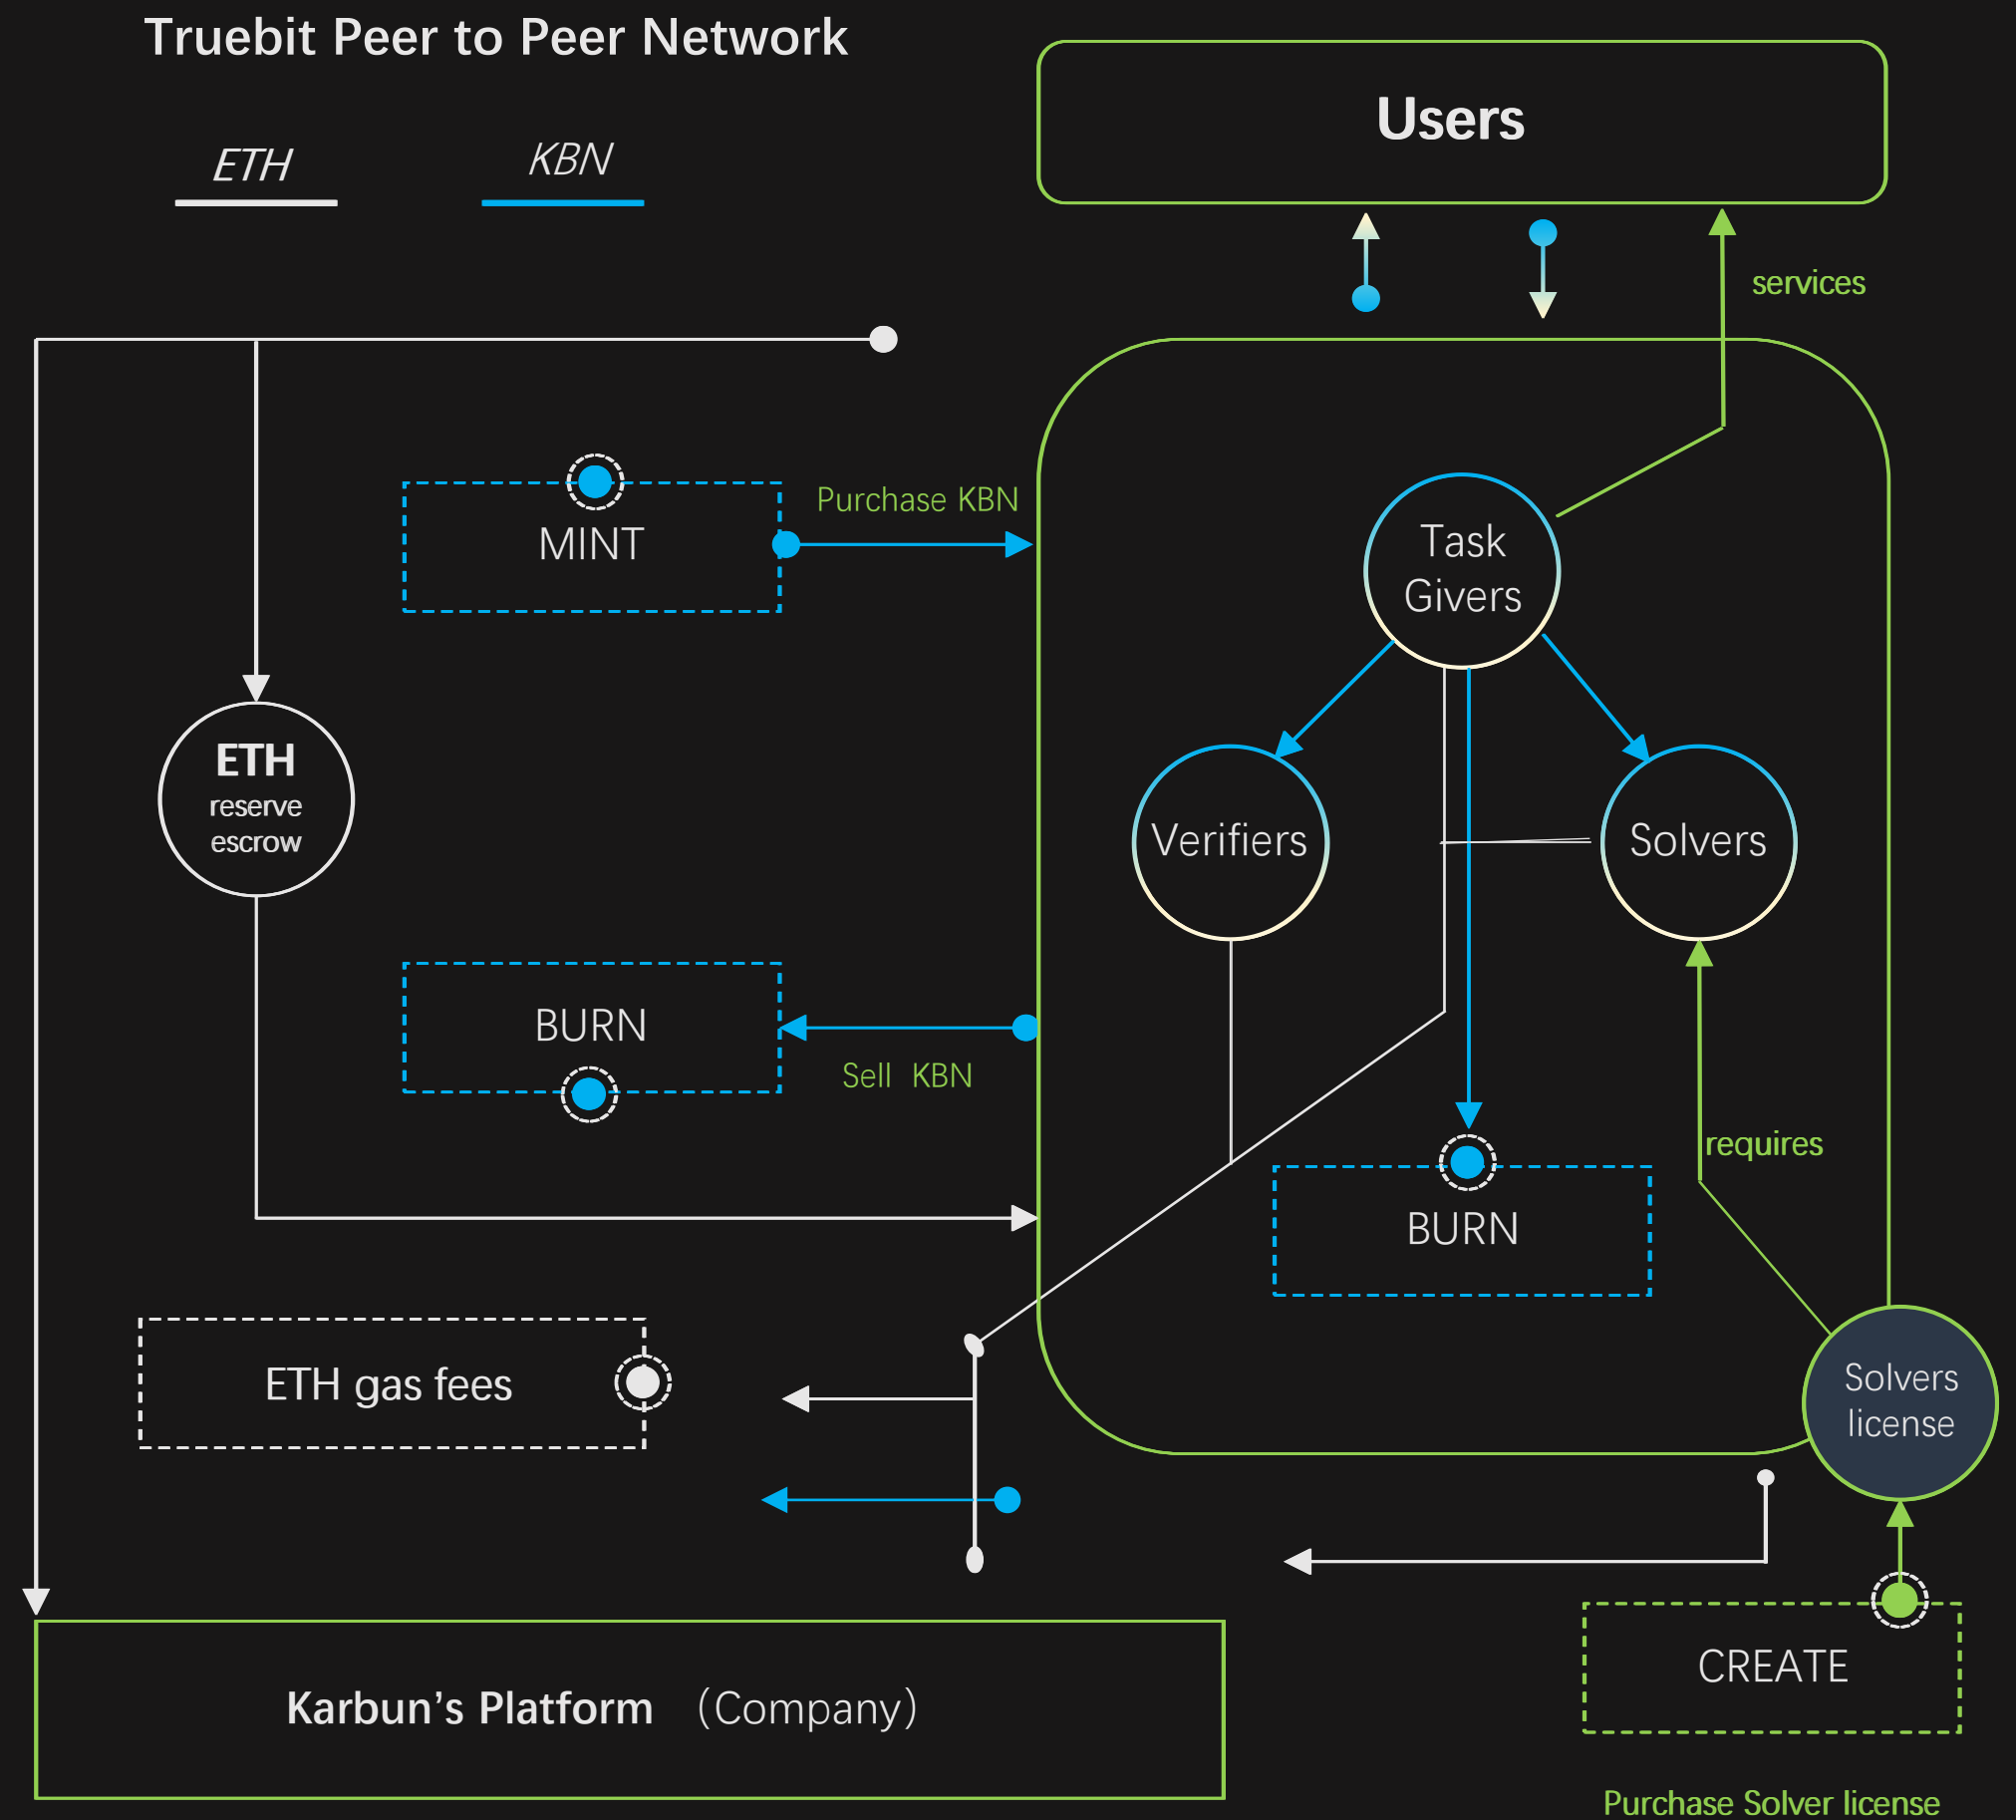 Truebit Peer to Peer Network
Users
ETH
KBN
services
Purchase KBN
MINT
Task
Givers
ETH
reserve
escrow
Verifiers
Solvers
BURN
Sell KBN
requires
BURN
ETH gas fees
Solvers
license
CREATE
Karbun’s Platform （Company）
Purchase Solver license